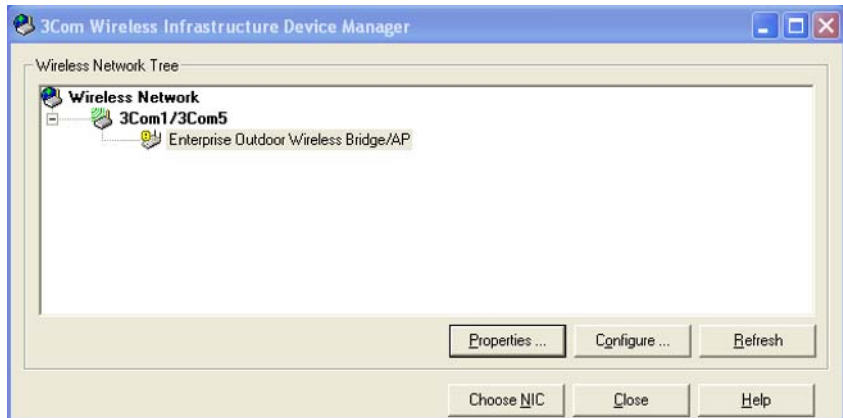 3Com Wireless Infrastructure Device Manager
Wireless Network Tree
Wireless Network
3Com1/3Com5
Enterprise Outdoor Wireless Bridge/AP
Properties ... Configure ... Refresh
Choose NIC Close Help